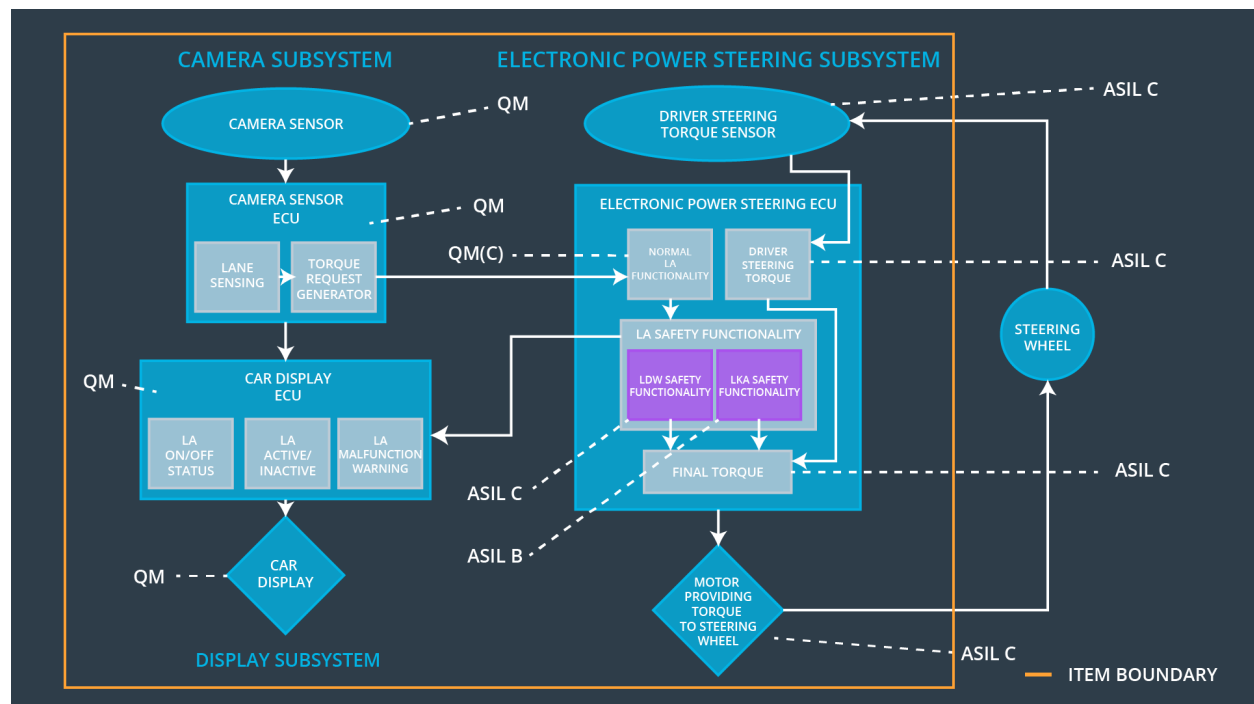 CAMERA SUBSYSTEM
ELECTRONIC POWER STEERING SUBSYSTEM
CAMERA SENSOR
QM
DRIVER STEERING
TORQUE SENSOR
ASIL C
CAMERA SENSOR
ECU
QM
LANE
SENSING
TORQUE
REQUEST
GENERATOR
ELECTRONIC POWER STEERING ECU
QM(C)
NORMAL
LA
FUNCTIONALITY
DRIVER
STEERING
TORQUE
ASIL C
LA SAFETY FUNCTIONALITY
LDW SAFETY
FUNCTIONALITY
LKA SAFETY
FUNCTIONALITY
STEERING
WHEEL
QM
CAR DISPLAY
ECU
LA
ON/OFF
STATUS
LA
ACTIVE/
INACTIVE
LA
MALFUNCTION
WARNING
FINAL TORQUE
ASIL C
ASIL C
ASIL B
QM
CAR
DISPLAY
MOTOR
PROVIDING
TORQUE
TO STEERING
WHEEL
ASIL C
DISPLAY SUBSYSTEM
ITEM BOUNDARY